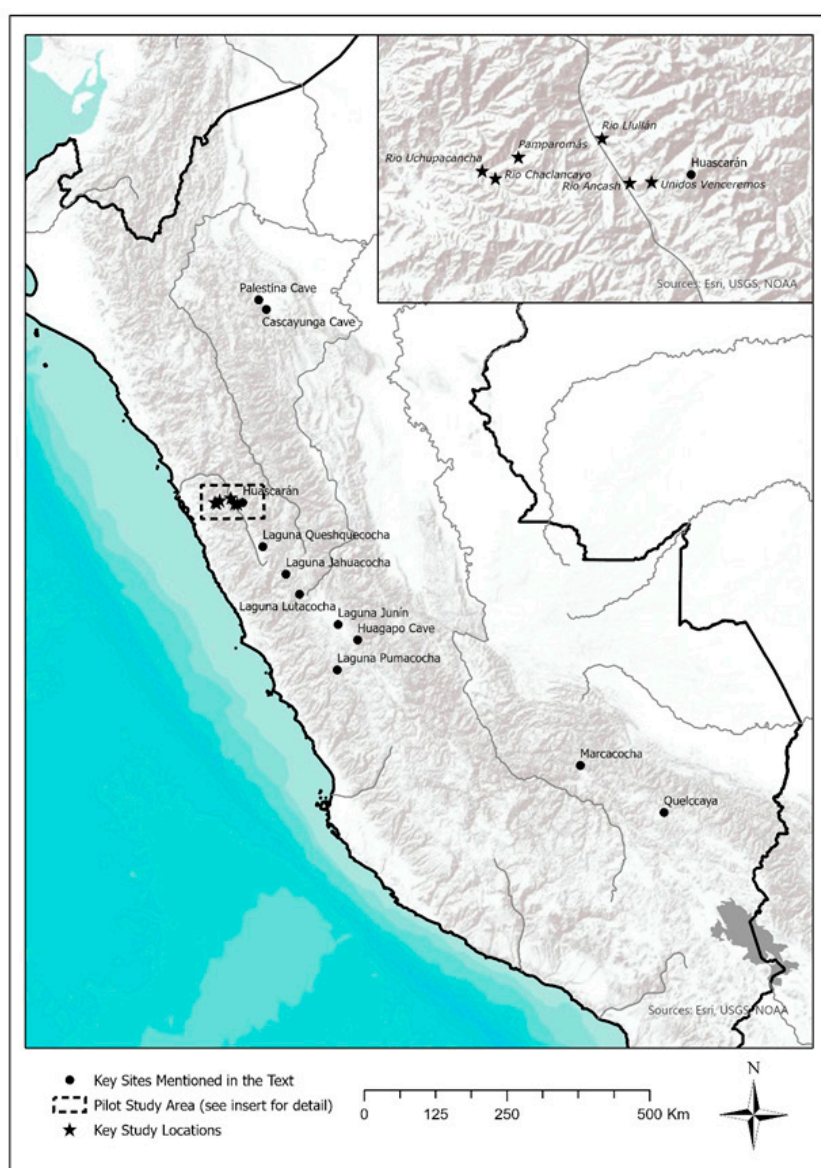 Rio Llullán
Pamparomás
Rio Uchupacancha
Huascarán
Rio Chaclancayo
Rio Ancash
Unidos Venceremos
Sources: Esri, USGS, NOAA
Palestina Cave
Cascayunga Cave
Huascarán
Laguna Queshquecocha
Laguna Jahuacocha
Laguna Lutacocha
Laguna Junín
Huagapo Cave
Laguna Pumacocha
Marcacocha
Quelccaya
Sources: Esri, USGS, NOAA
Key Sites Mentioned in the Text
Pilot Study Area (see insert for detail)
Key Study Locations
0 125 250 500 Km
N